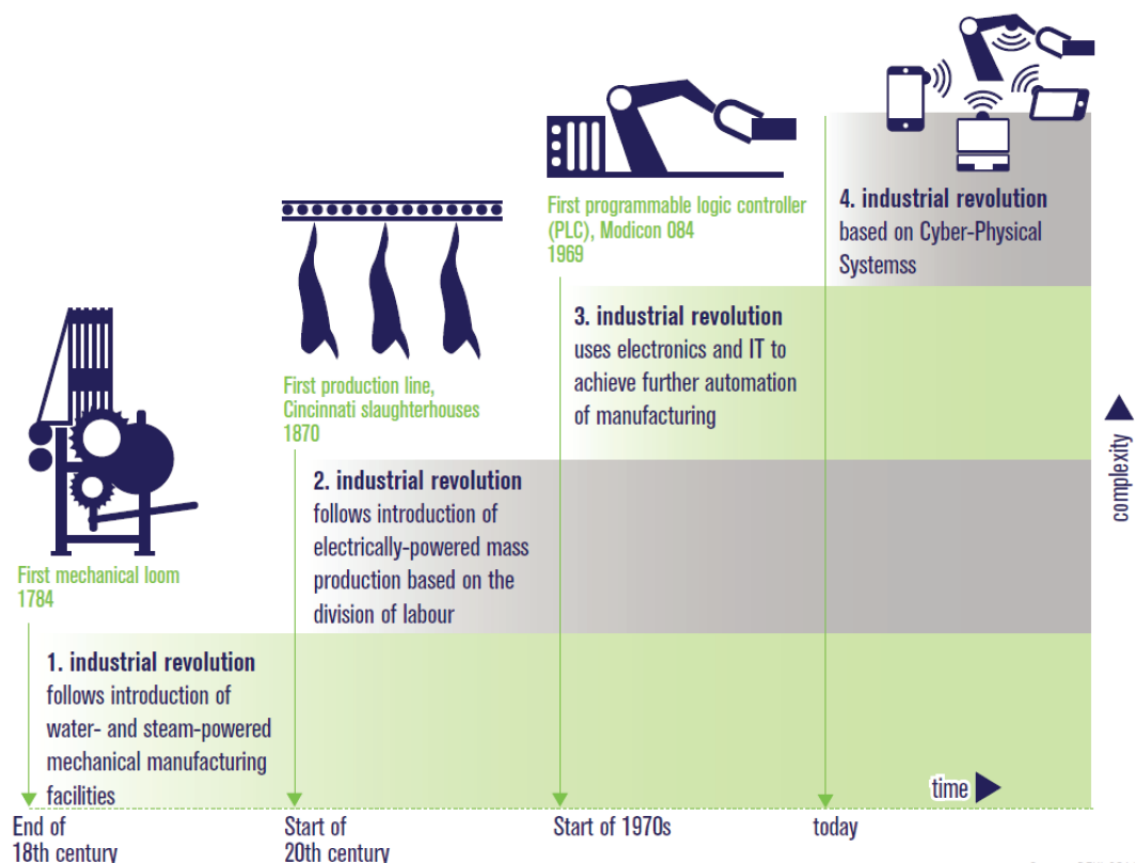 First mechanical loom
1784
1. industrial revolution
follows introduction of
water- and steam-powered
mechanical manufacturing
facilities
End of
18th century
First production line,
Cincinnati slaughterhouses
1870
2. industrial revolution
follows introduction of
electrically-powered mass
production based on the
division of labour
Start of
20th century
First programmable logic controller
(PLC), Modicon 084
1969
3. industrial revolution
uses electronics and IT to
achieve further automation
of manufacturing
Start of 1970s
4. industrial revolution
based on Cyber-Physical
Systemss
today
time
complexity